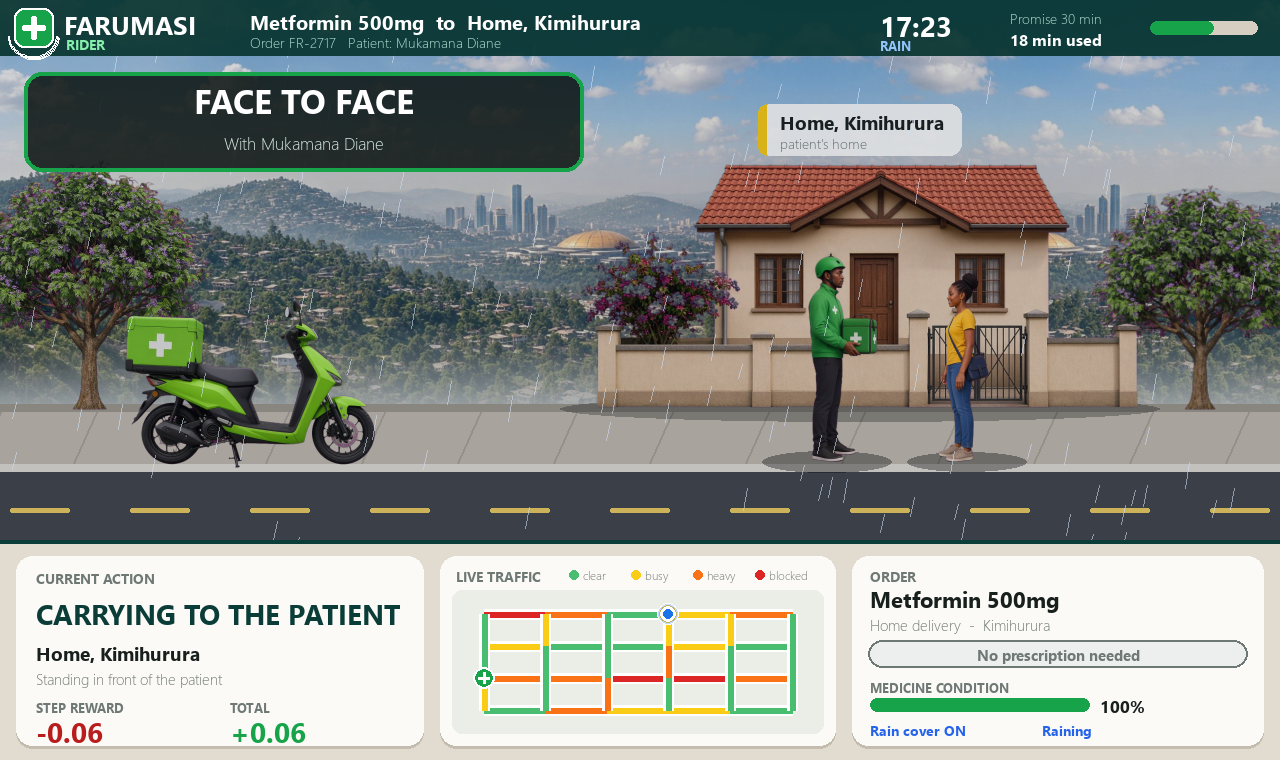 FARUMASI
RIDER
Metformin 500mg to Home, Kimihurura
Order FR-2717 Patient: Mukamana Diane
17:23
RAIN
Promise 30 min
18 min used
FACE TO FACE
With Mukamana Diane
Home, Kimihurura
patient's home
CURRENT ACTION
CARRYING TO THE PATIENT
Home, Kimihurura
Standing in front of the patient
STEP REWARD TOTAL
-0.06 +0.06
LIVE TRAFFIC clear busy heavy blocked
ORDER
Metformin 500mg
Home delivery - Kimihurura
No prescription needed
MEDICINE CONDITION
100%
Rain cover ON Raining